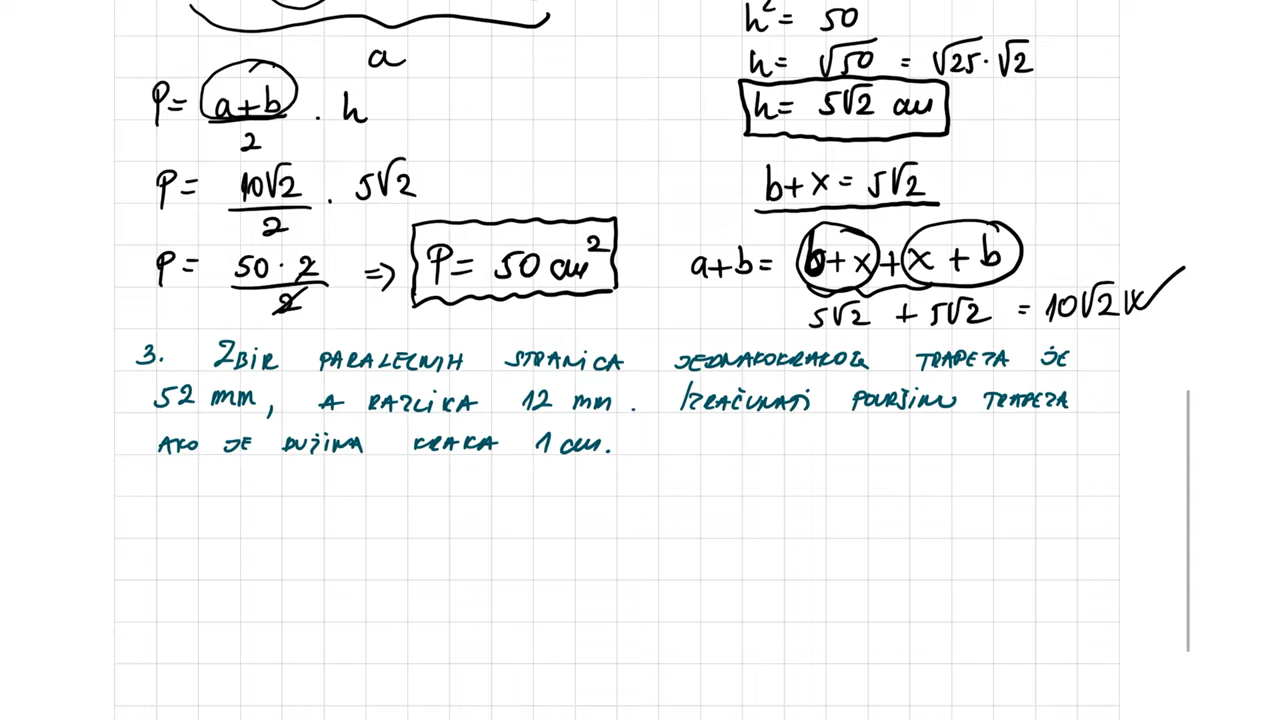 a
P = (a+b)/2 · h
P = 10√2/2 · 5√2
P = 50·2/2 => P = 50 cm²
h² = 50
h = √50 = √25·√2
h = 5√2 cm
b+x = 5√2
a+b = b+x+x+b
5√2 + 5√2 = 10√2
3. ZBIR PARALELNIH STRANICA JEDNAKOKRAKOG TRAPEZA JE
52 mm, A RAZLIKA 12 mm. IZRAČUNATI POVRŠINU TRAPEZA
AKO JE DUŽINA KRAKA 1 cm.